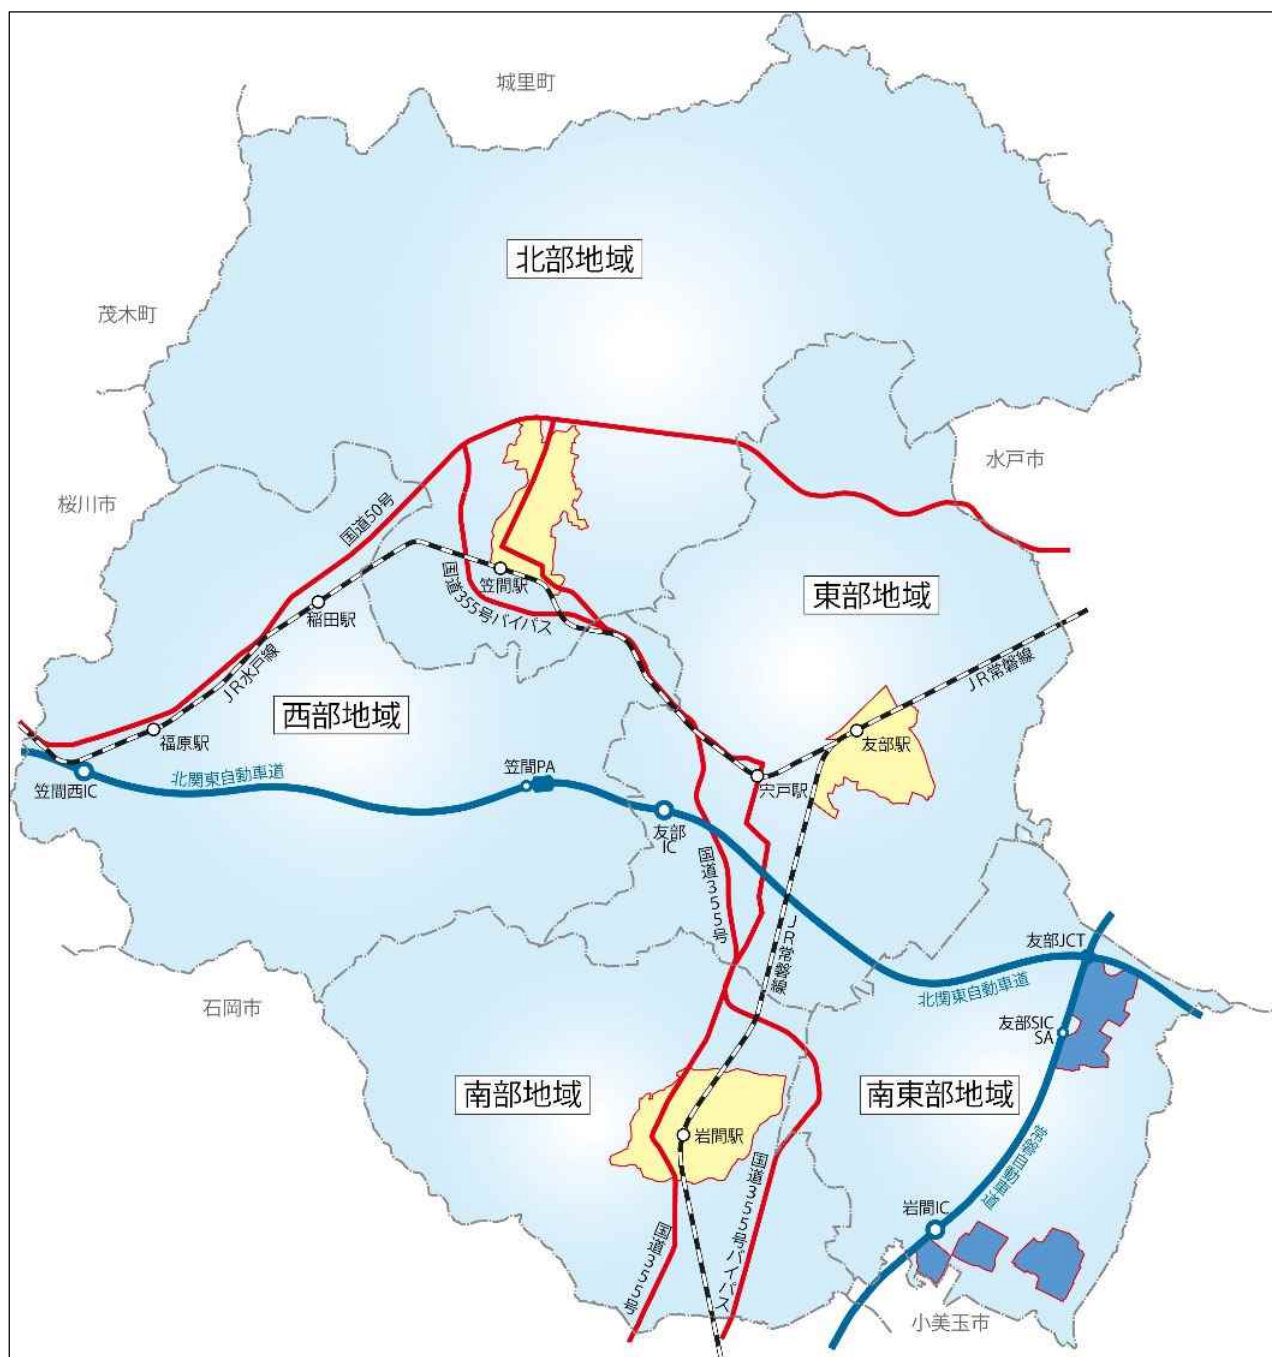 城里町
北部地域
茂木町
水戸市
桜川市
国道50号
笠間駅
国道355号バイパス
東部地域
稲田駅
JR水戸線
JR常磐線
西部地域
福原駅
友部駅
笠間PA
北関東自動車道
笠間西IC
宍戸駅
友部
IC
国道355号
JR常磐線
友部JCT
北関東自動車道
石岡市
友部SIC
SA
南部地域
南東部地域
岩間駅
常磐自動車道
国道355号バイパス
岩間IC
国道355号
小美玉市